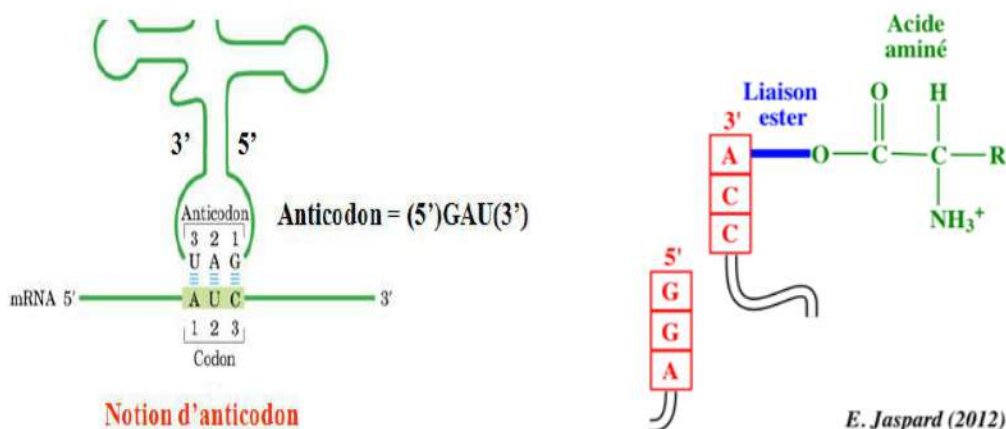 3’ 5’
Anticodon
3 2 1
U A G
Anticodon = (5’)GAU(3’)
mRNA 5′ A U C 3′
1 2 3
Codon
Notion d’anticodon
Acide
aminé
Liaison
ester
O H
3'
A O C C R
C
C
NH3+
5'
G
G
A
E. Jaspard (2012)